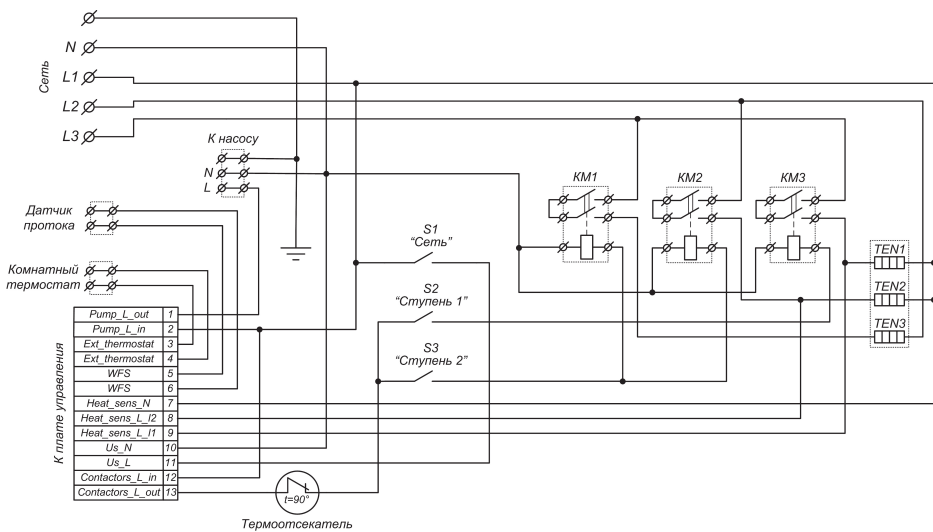 N
L1
L2
L3
Сеть
К насосу
N
L
Датчик
протока
Комнатный
термостат
S1
“Сеть”
S2
“Ступень 1”
S3
“Ступень 2”
KM1
KM2
KM3
TEN1
TEN2
TEN3
К плате управления
Pump_L_out 1
Pump_L_in 2
Ext_thermostat 3
Ext_thermostat 4
WFS 5
WFS 6
Heat_sens_N 7
Heat_sens_L_l2 8
Heat_sens_L_l1 9
Us_N 10
Us_L 11
Contactors_L_in 12
Contactors_L_out 13
t=90°
Термоотсекатель